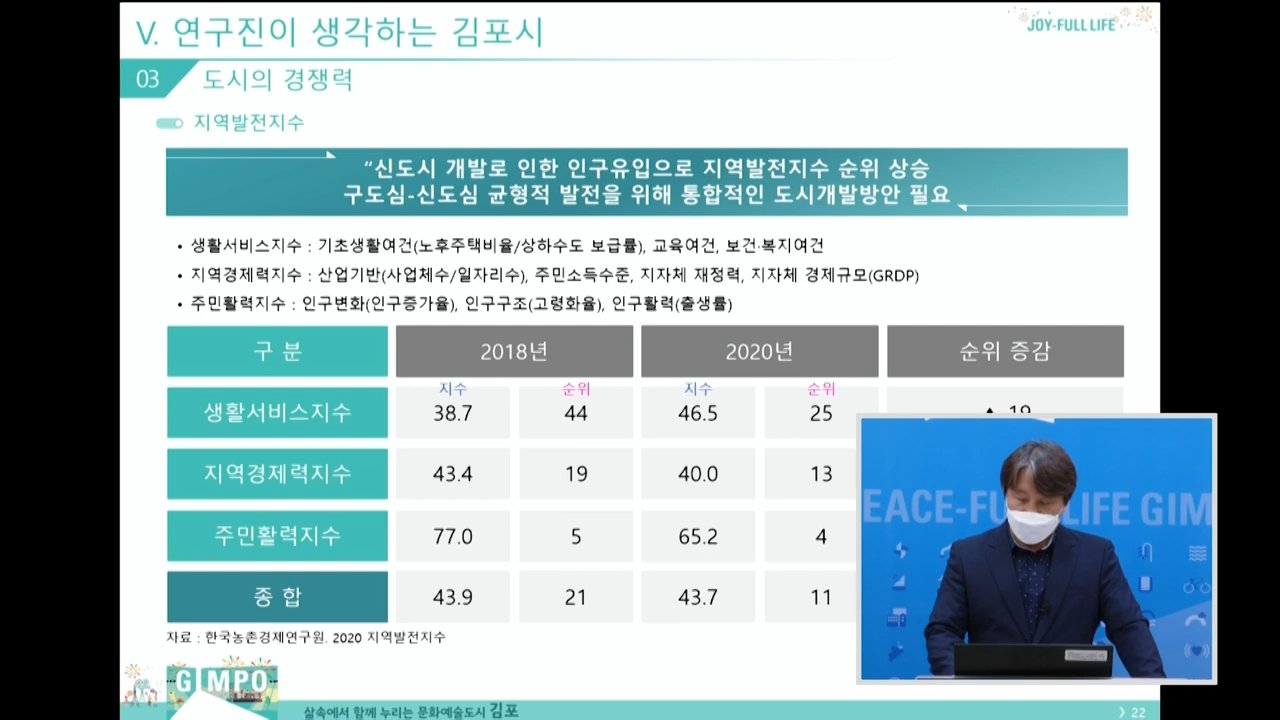 V. 연구진이 생각하는 김포시
JOY-FULL LIFE
03 도시의 경쟁력
지역발전지수
“신도시 개발로 인한 인구유입으로 지역발전지수 순위 상승
구도심-신도심 균형적 발전을 위해 통합적인 도시개발방안 필요
• 생활서비스지수 : 기초생활여건(노후주택비율/상하수도 보급률), 교육여건, 보건·복지여건
• 지역경제력지수 : 산업기반(사업체수/일자리수), 주민소득수준, 지자체 재정력, 지자체 경제규모(GRDP)
• 주민활력지수 : 인구변화(인구증가율), 인구구조(고령화율), 인구활력(출생률)
구 분 2018년 2020년 순위 증감
지수 순위 지수 순위
생활서비스지수 38.7 44 46.5 25 ▲ 19
지역경제력지수 43.4 19 40.0 13
주민활력지수 77.0 5 65.2 4
종 합 43.9 21 43.7 11
자료 : 한국농촌경제연구원. 2020 지역발전지수
EACE-FU LIFE GIM
GIMPO
삶속에서 함께 누리는 문화예술도시 김포
》22